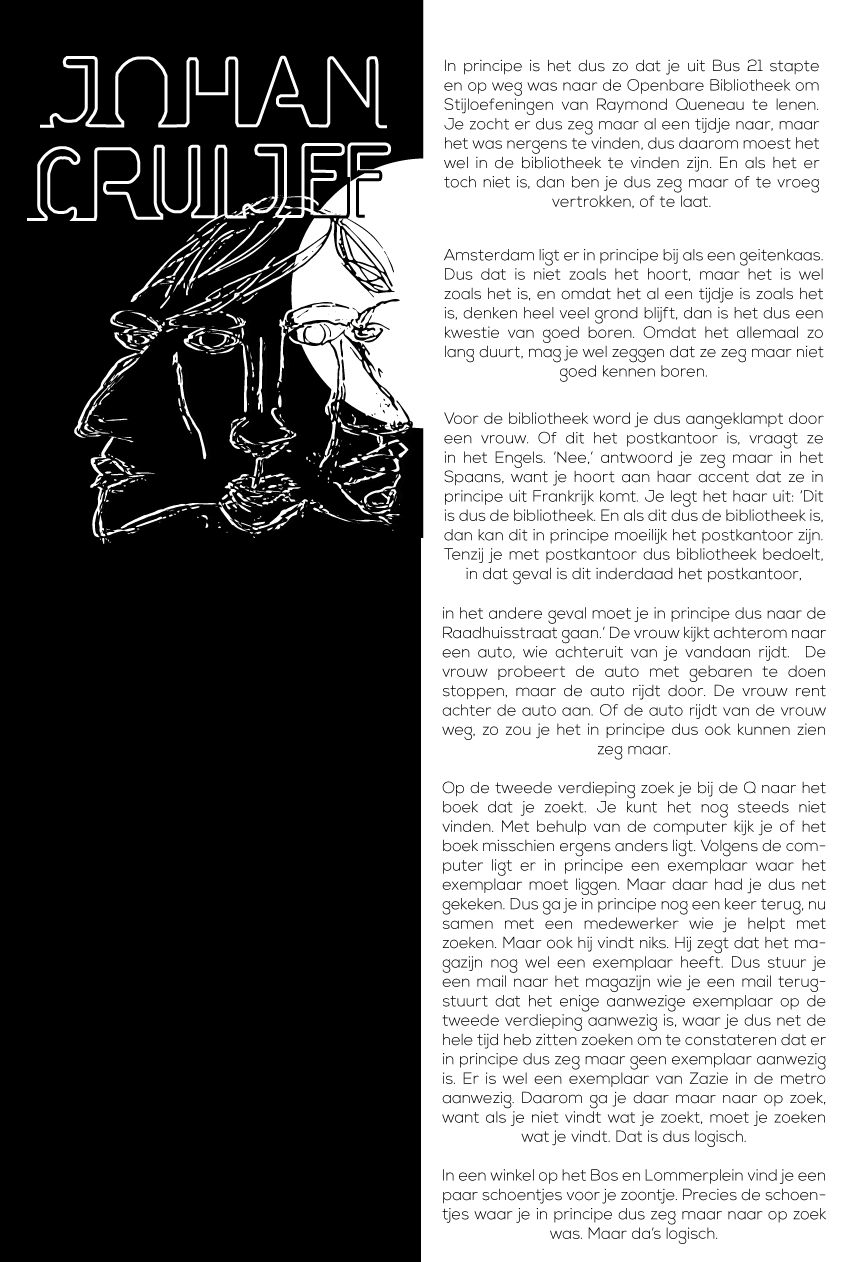 JOHAN
CRUIJFF
In principe is het dus zo dat je uit Bus 21 stapte
en op weg was naar de Openbare Bibliotheek om
Stijloefeningen van Raymond Queneau te lenen.
Je zocht er dus zeg maar al een tijdje naar, maar
het was nergens te vinden, dus daarom moest het
wel in de bibliotheek te vinden zijn. En als het er
toch niet is, dan ben je dus zeg maar of te vroeg
vertrokken, of te laat.
Amsterdam ligt er in principe bij als een geitenkaas.
Dus dat is niet zoals het hoort, maar het is wel
zoals het is, en omdat het al een tijdje is zoals het
is, denken heel veel grond blijft, dan is het dus een
kwestie van goed boren. Omdat het allemaal zo
lang duurt, mag je wel zeggen dat ze zeg maar niet
goed kennen boren.
Voor de bibliotheek word je dus aangeklampt door
een vrouw. Of dit het postkantoor is, vraagt ze
in het Engels. ‘Nee,’ antwoord je zeg maar in het
Spaans, want je hoort aan haar accent dat ze in
principe uit Frankrijk komt. Je legt het haar uit: ‘Dit
is dus de bibliotheek. En als dit dus de bibliotheek is,
dan kan dit in principe moeilijk het postkantoor zijn.
Tenzij je met postkantoor dus bibliotheek bedoelt,
in dat geval is dit inderdaad het postkantoor,
in het andere geval moet je in principe dus naar de
Raadhuisstraat gaan.’ De vrouw kijkt achterom naar
een auto, wie achteruit van je vandaan rijdt. De
vrouw probeert de auto met gebaren te doen
stoppen, maar de auto rijdt door. De vrouw rent
achter de auto aan. Of de auto rijdt van de vrouw
weg, zo zou je het in principe dus ook kunnen zien
zeg maar.
Op de tweede verdieping zoek je bij de Q naar het
boek dat je zoekt. Je kunt het nog steeds niet
vinden. Met behulp van de computer kijk je of het
boek misschien ergens anders ligt. Volgens de com-
puter ligt er in principe een exemplaar waar het
exemplaar moet liggen. Maar daar had je dus net
gekeken. Dus ga je in principe nog een keer terug, nu
samen met een medewerker wie je helpt met
zoeken. Maar ook hij vindt niks. Hij zegt dat het ma-
gazijn nog wel een exemplaar heeft. Dus stuur je
een mail naar het magazijn wie je een mail terug-
stuurt dat het enige aanwezige exemplaar op de
tweede verdieping aanwezig is, waar je dus net de
hele tijd heb zitten zoeken om te constateren dat er
in principe dus zeg maar geen exemplaar aanwezig
is. Er is wel een exemplaar van Zazie in de metro
aanwezig. Daarom ga je daar maar naar op zoek,
want als je niet vindt wat je zoekt, moet je zoeken
wat je vindt. Dat is dus logisch.
In een winkel op het Bos en Lommerplein vind je een
paar schoentjes voor je zoontje. Precies de schoen-
tjes waar je in principe dus zeg maar naar op zoek
was. Maar da’s logisch.